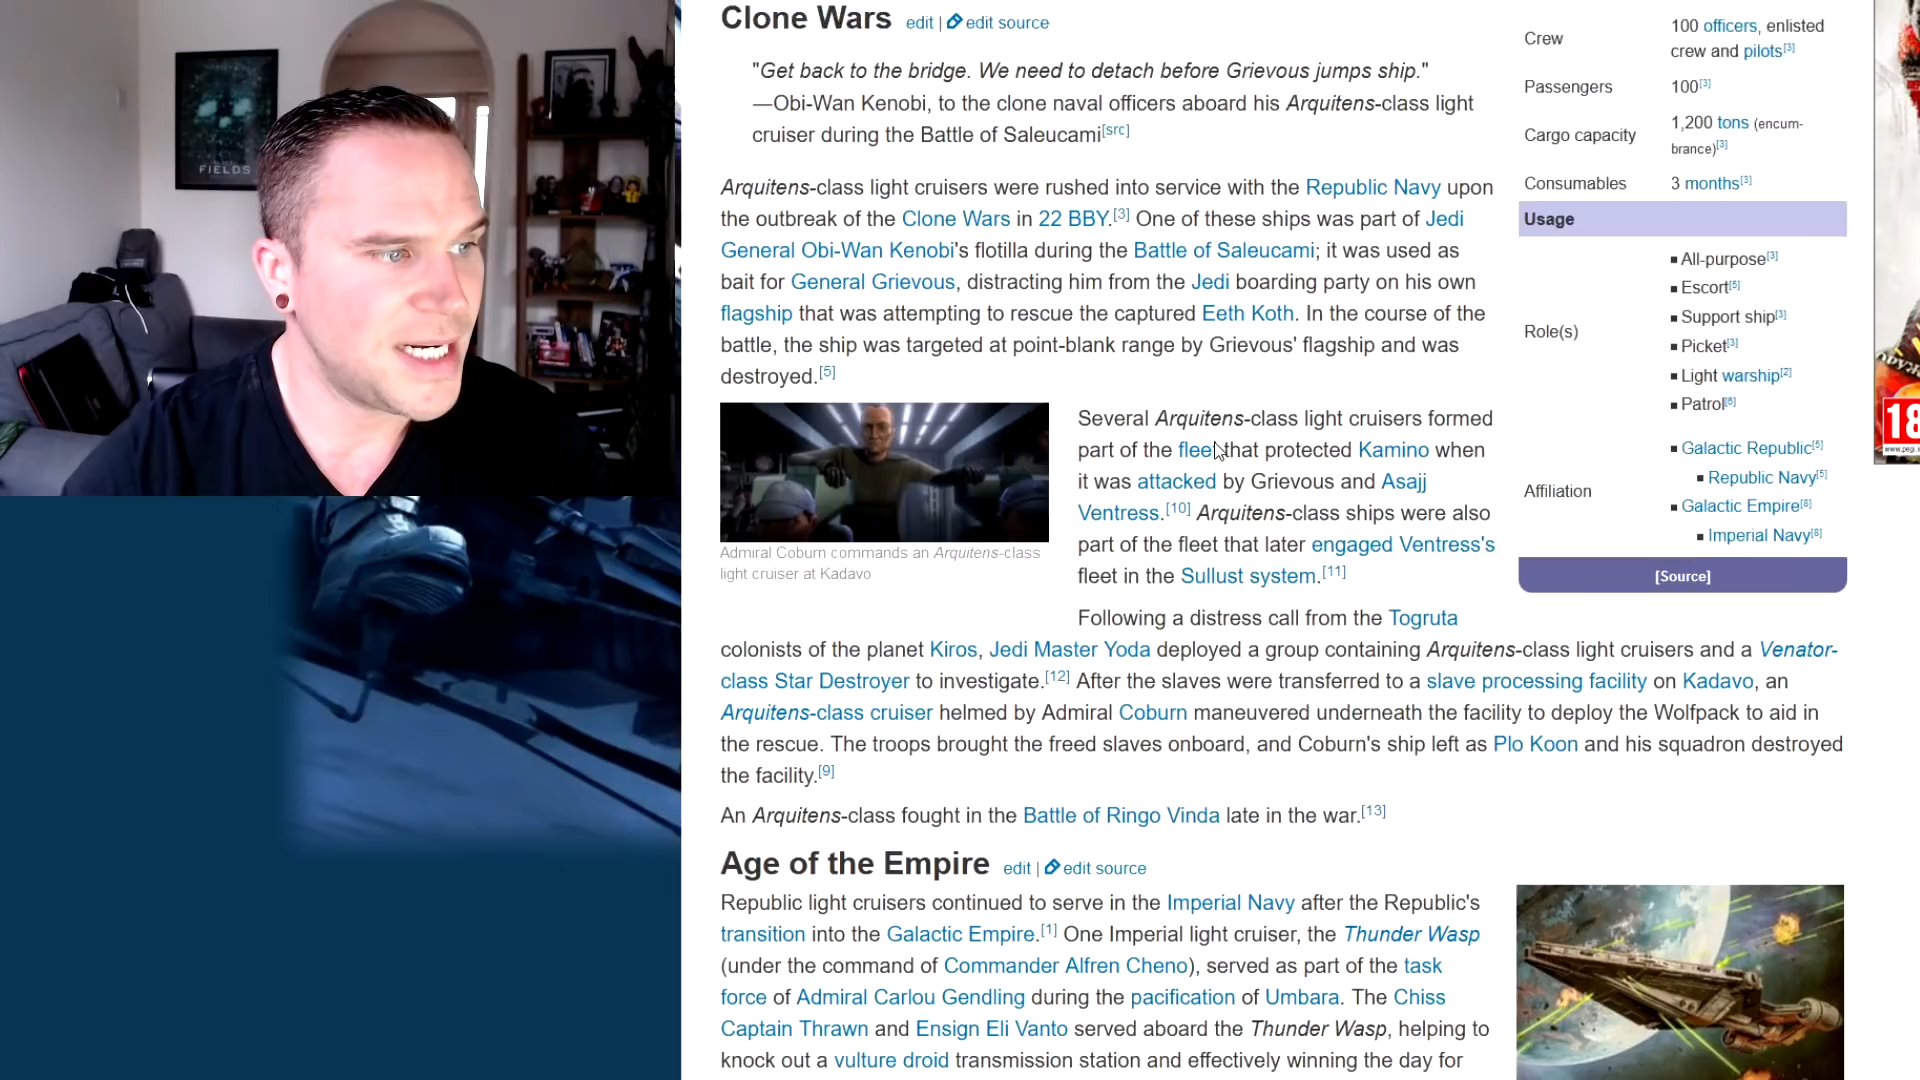 FIELDS
Clone Wars edit | edit source
"Get back to the bridge. We need to detach before Grievous jumps ship."
—Obi-Wan Kenobi, to the clone naval officers aboard his Arquitens-class light
cruiser during the Battle of Saleucami[src]
Arquitens-class light cruisers were rushed into service with the Republic Navy upon
the outbreak of the Clone Wars in 22 BBY.[3] One of these ships was part of Jedi
General Obi-Wan Kenobi's flotilla during the Battle of Saleucami; it was used as
bait for General Grievous, distracting him from the Jedi boarding party on his own
flagship that was attempting to rescue the captured Eeth Koth. In the course of the
battle, the ship was targeted at point-blank range by Grievous' flagship and was
destroyed.[5]
Admiral Coburn commands an Arquitens-class
light cruiser at Kadavo
Several Arquitens-class light cruisers formed
part of the fleet that protected Kamino when
it was attacked by Grievous and Asajj
Ventress.[10] Arquitens-class ships were also
part of the fleet that later engaged Ventress's
fleet in the Sullust system.[11]
Following a distress call from the Togruta
colonists of the planet Kiros, Jedi Master Yoda deployed a group containing Arquitens-class light cruisers and a Venator-
class Star Destroyer to investigate.[12] After the slaves were transferred to a slave processing facility on Kadavo, an
Arquitens-class cruiser helmed by Admiral Coburn maneuvered underneath the facility to deploy the Wolfpack to aid in
the rescue. The troops brought the freed slaves onboard, and Coburn's ship left as Plo Koon and his squadron destroyed
the facility.[9]
An Arquitens-class fought in the Battle of Ringo Vinda late in the war.[13]
Age of the Empire edit | edit source
Republic light cruisers continued to serve in the Imperial Navy after the Republic's
transition into the Galactic Empire.[1] One Imperial light cruiser, the Thunder Wasp
(under the command of Commander Alfren Cheno), served as part of the task
force of Admiral Carlou Gendling during the pacification of Umbara. The Chiss
Captain Thrawn and Ensign Eli Vanto served aboard the Thunder Wasp, helping to
knock out a vulture droid transmission station and effectively winning the day for
Crew
100 officers, enlisted
crew and pilots[3]
Passengers
100[3]
Cargo capacity
1,200 tons (encum-
brance)[3]
Consumables
3 months[3]
Usage
Role(s)
All-purpose[3]
Escort[5]
Support ship[3]
Picket[3]
Light warship[2]
Patrol[6]
Affiliation
Galactic Republic[5]
Republic Navy[5]
Galactic Empire[8]
Imperial Navy[8]
[Source]
18